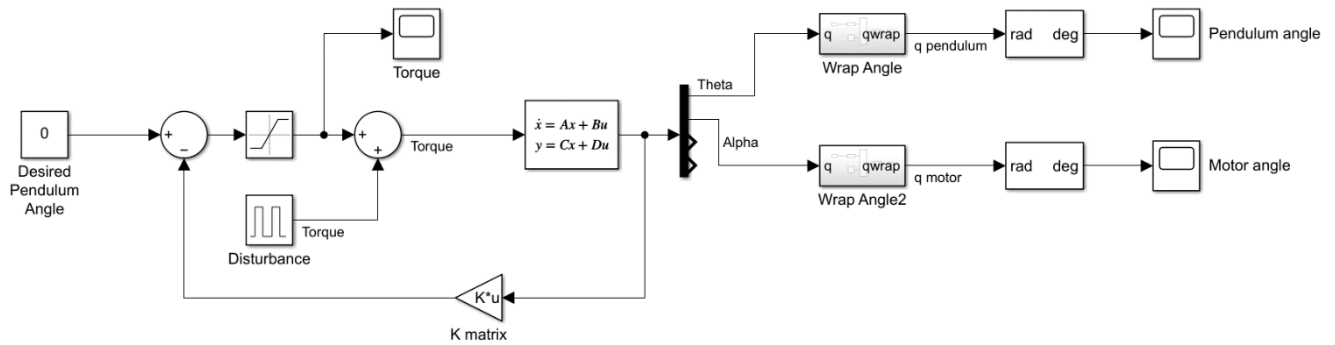 Torque
0
Desired
Pendulum
Angle
+
−
+
+
Torque
Disturbance
Torque
ẋ = Ax + Bu
y = Cx + Du
K*u
K matrix
Theta
Alpha
q qwrap
Wrap Angle
q pendulum
rad deg
Pendulum angle
q qwrap
Wrap Angle2
q motor
rad deg
Motor angle